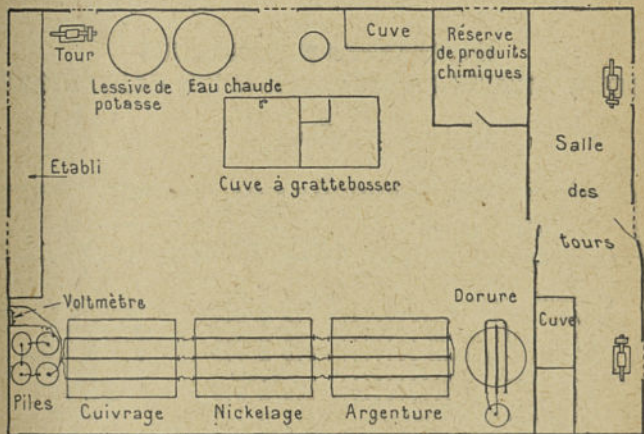 Tour
Lessive de
potasse
Eau chaude
Cuve
Réserve
de produits
chimiques
Salle
des
tours
Etabli
Cuve à grattebosser
Voltmètre
Dorure
Cuve
Piles
Cuivrage
Nickelage
Argenture